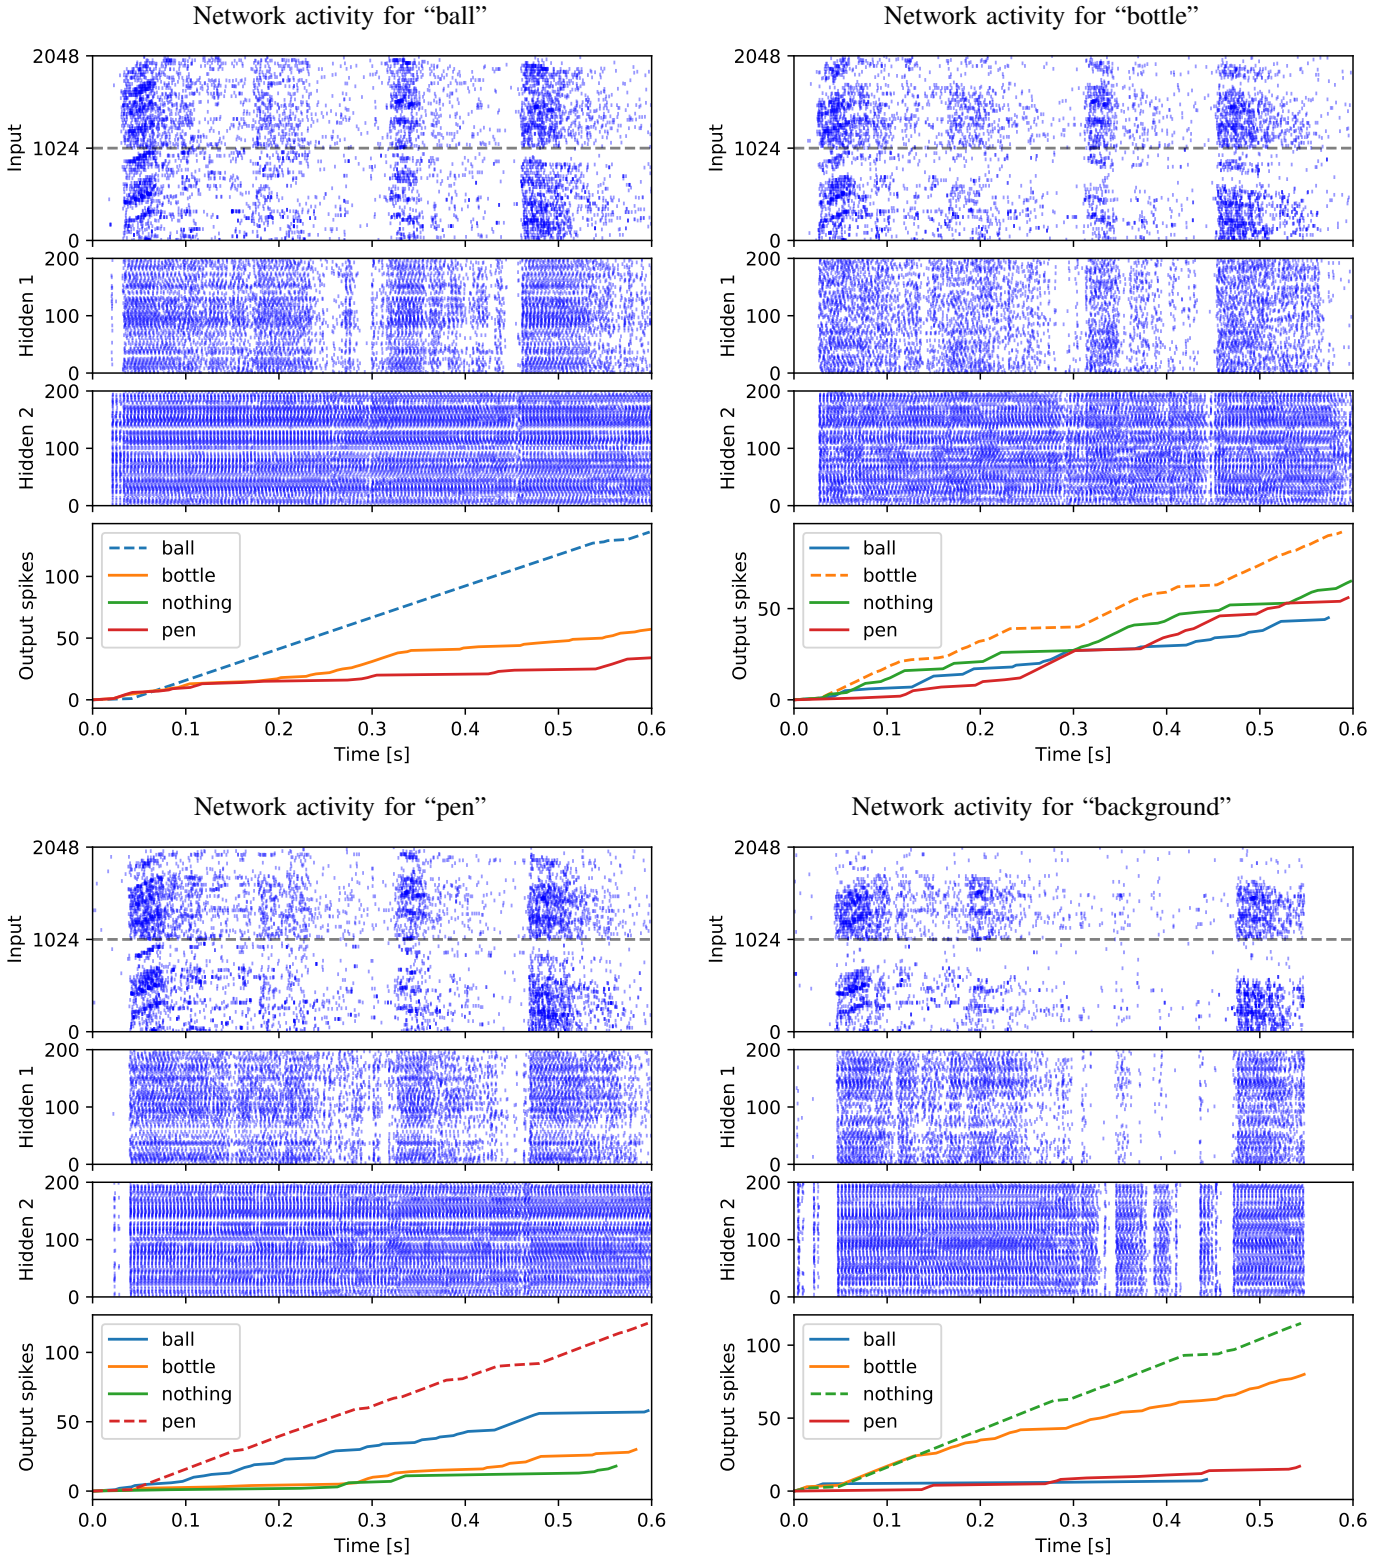 Network activity for “ball”
2048
1024
0
Input
200
100
0
Hidden 1
200
100
0
Hidden 2
100
50
0
Output spikes
ball
bottle
nothing
pen
0.0 0.1 0.2 0.3 0.4 0.5 0.6
Time [s]
Network activity for “bottle”
2048
1024
0
Input
200
100
0
Hidden 1
200
100
0
Hidden 2
50
0
Output spikes
ball
bottle
nothing
pen
0.0 0.1 0.2 0.3 0.4 0.5 0.6
Time [s]
Network activity for “pen”
2048
1024
0
Input
200
100
0
Hidden 1
200
100
0
Hidden 2
100
50
0
Output spikes
ball
bottle
nothing
pen
0.0 0.1 0.2 0.3 0.4 0.5 0.6
Time [s]
Network activity for “background”
2048
1024
0
Input
200
100
0
Hidden 1
200
100
0
Hidden 2
100
50
0
Output spikes
ball
bottle
nothing
pen
0.0 0.1 0.2 0.3 0.4 0.5 0.6
Time [s]